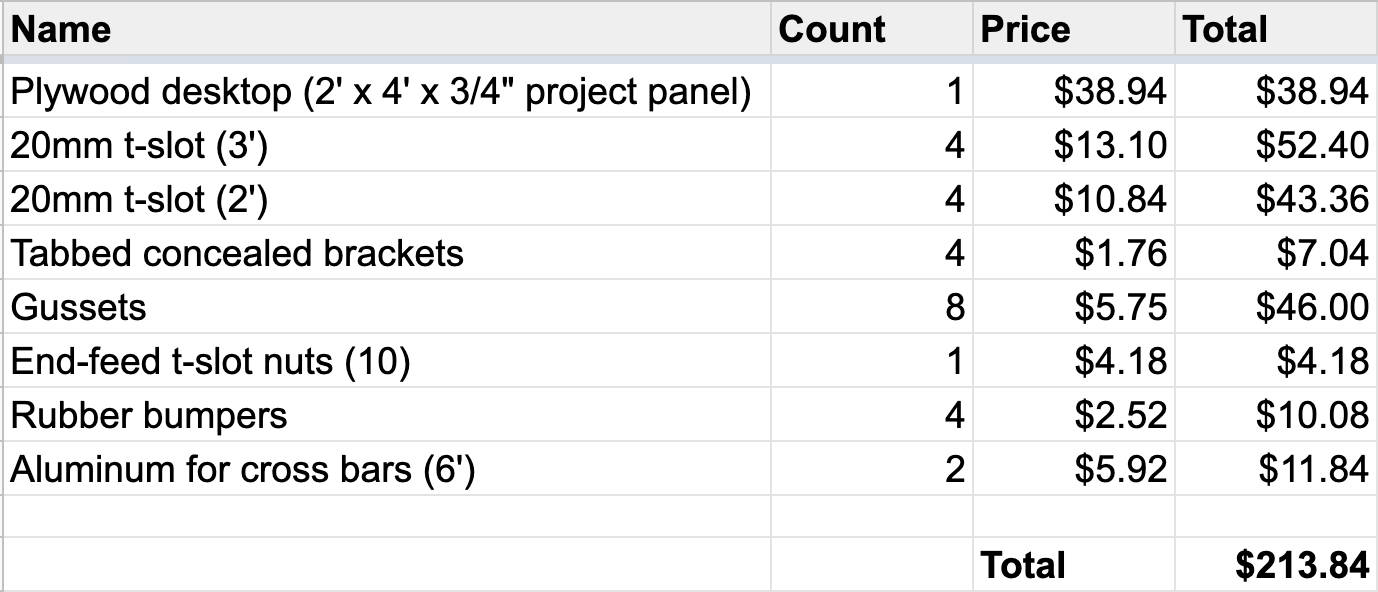 Name Count Price Total
Plywood desktop (2' x 4' x 3/4" project panel) 1 $38.94 $38.94
20mm t-slot (3') 4 $13.10 $52.40
20mm t-slot (2') 4 $10.84 $43.36
Tabbed concealed brackets 4 $1.76 $7.04
Gussets 8 $5.75 $46.00
End-feed t-slot nuts (10) 1 $4.18 $4.18
Rubber bumpers 4 $2.52 $10.08
Aluminum for cross bars (6') 2 $5.92 $11.84
Total $213.84